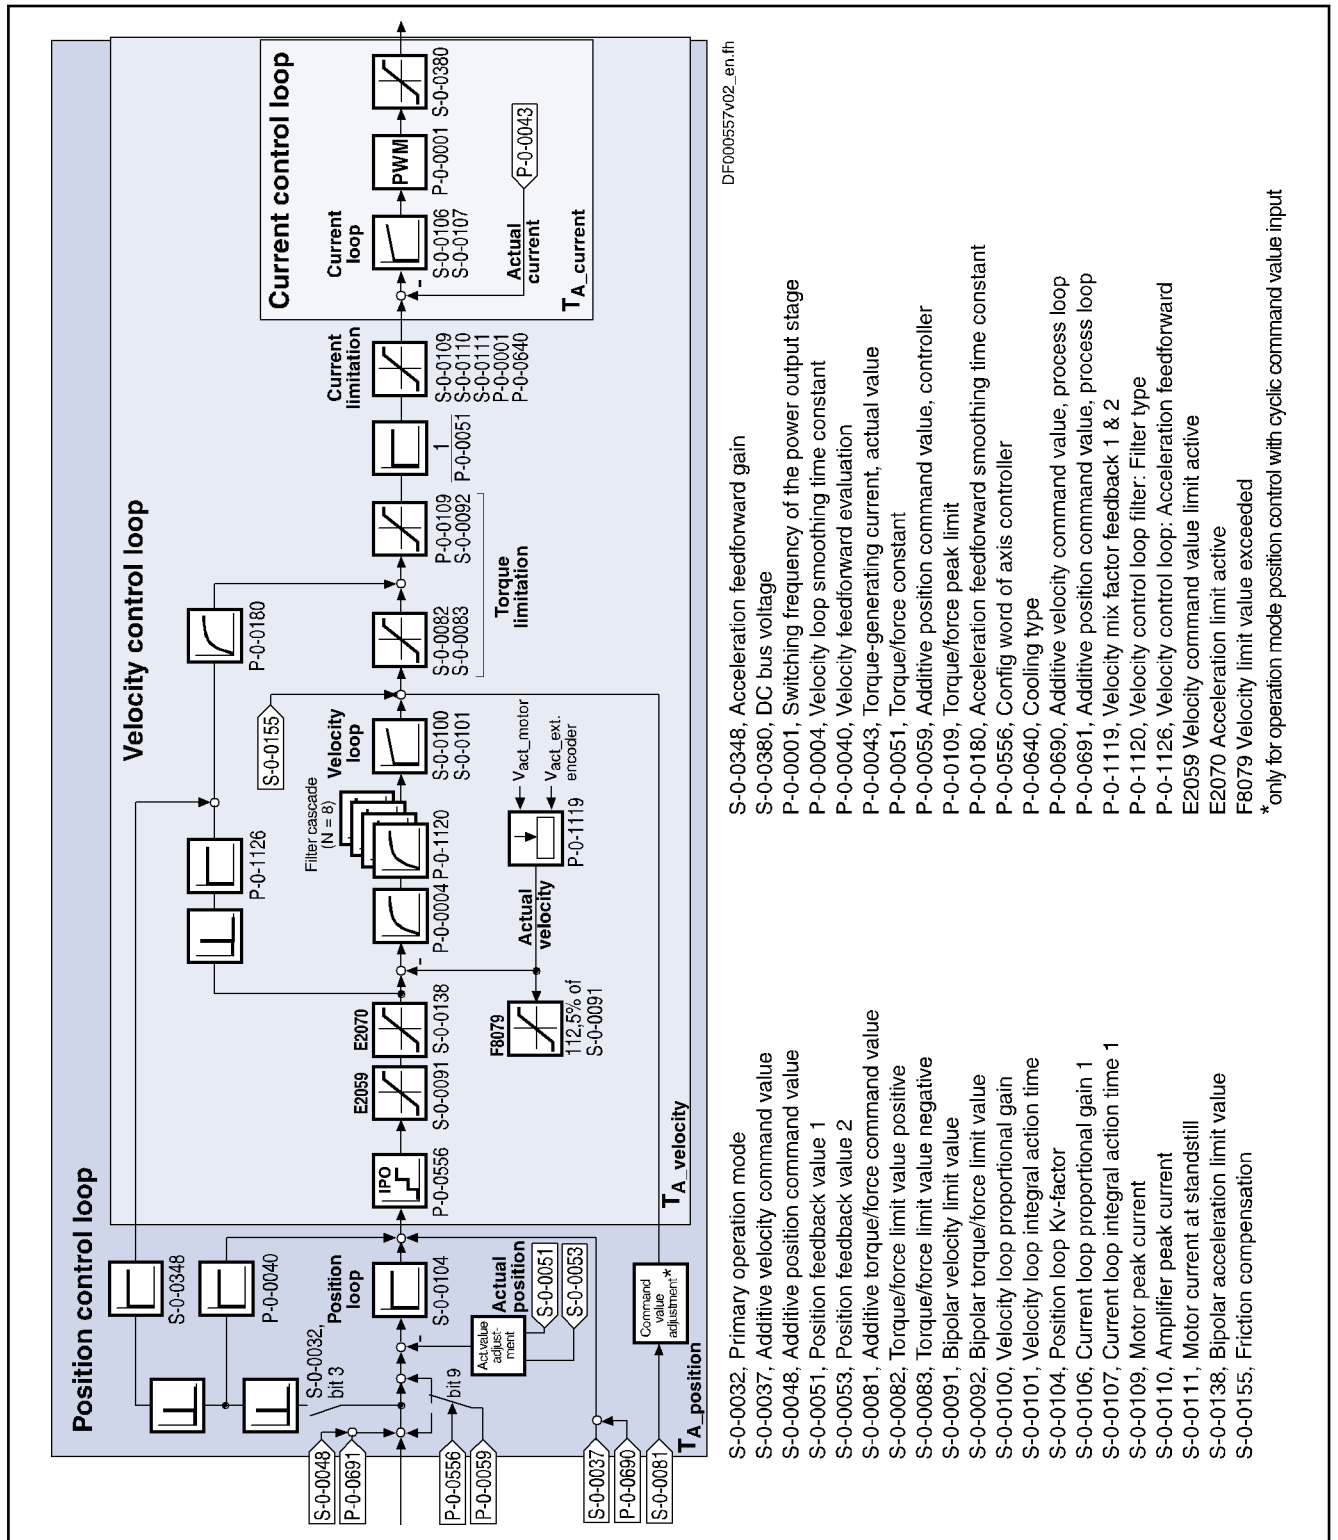 Position control loop
Velocity control loop
Current control loop
S-0-0348
P-0-0040
S-0-0032,
bit 3
S-0-0048
P-0-0691
P-0-0556
P-0-0059
bit 9
Position
loop
S-0-0104
Actual
position
Act.value
adjust-
ment
S-0-0051
S-0-0053
S-0-0037
P-0-0690
S-0-0081
Command
value
adjustment*
TA_position
IPO
P-0-0556
E2059
S-0-0091
E2070
S-0-0138
F8079
112,5% of
S-0-0091
P-0-1126
P-0-0180
P-0-0004
Filter cascade
(N = 8)
P-0-1120
Actual
velocity
Vact_motor
Vact_ext.
encoder
P-0-1119
Velocity
loop
S-0-0100
S-0-0101
S-0-0155
S-0-0082
S-0-0083
Torque
limitation
P-0-0109
S-0-0092
1
P-0-0051
Current
limitation
S-0-0109
S-0-0110
S-0-0111
P-0-0001
P-0-0640
TA_velocity
Current
loop
S-0-0106
S-0-0107
PWM
P-0-0001
S-0-0380
Actual
current
P-0-0043
TA_current
-
-
-
DF000557v02_en.fh
S-0-0032, Primary operation mode
S-0-0037, Additive velocity command value
S-0-0048, Additive position command value
S-0-0051, Position feedback value 1
S-0-0053, Position feedback value 2
S-0-0081, Additive torque/force command value
S-0-0082, Torque/force limit value positive
S-0-0083, Torque/force limit value negative
S-0-0091, Bipolar velocity limit value
S-0-0092, Bipolar torque/force limit value
S-0-0100, Velocity loop proportional gain
S-0-0101, Velocity loop integral action time
S-0-0104, Position loop Kv-factor
S-0-0106, Current loop proportional gain 1
S-0-0107, Current loop integral action time 1
S-0-0109, Motor peak current
S-0-0110, Amplifier peak current
S-0-0111, Motor current at standstill
S-0-0138, Bipolar acceleration limit value
S-0-0155, Friction compensation
S-0-0348, Acceleration feedforward gain
S-0-0380, DC bus voltage
P-0-0001, Switching frequency of the power output stage
P-0-0004, Velocity loop smoothing time constant
P-0-0040, Velocity feedforward evaluation
P-0-0043, Torque-generating current, actual value
P-0-0051, Torque/force constant
P-0-0059, Additive position command value, controller
P-0-0109, Torque/force peak limit
P-0-0180, Acceleration feedforward smoothing time constant
P-0-0556, Config word of axis controller
P-0-0640, Cooling type
P-0-0690, Additive velocity command value, process loop
P-0-0691, Additive position command value, process loop
P-0-1119, Velocity mix factor feedback 1 & 2
P-0-1120, Velocity control loop filter: Filter type
P-0-1126, Velocity control loop: Acceleration feedforward
E2059 Velocity command value limit active
E2070 Acceleration limit active
F8079 Velocity limit value exceeded
*only for operation mode position control with cyclic command value input